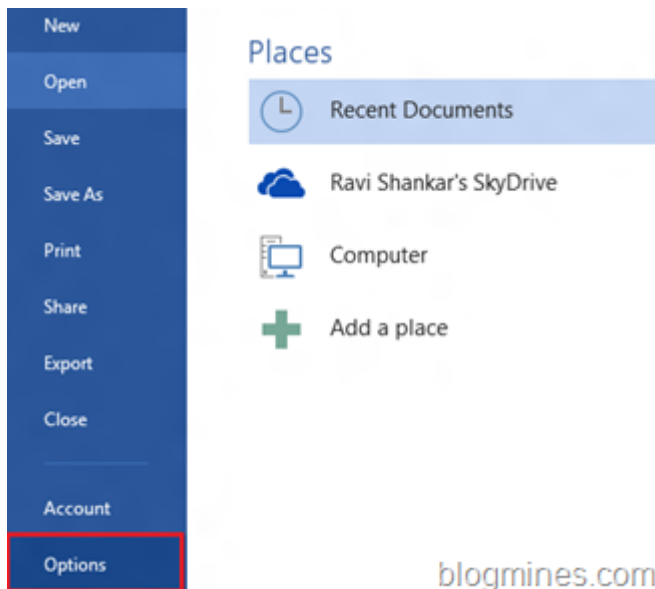 New
Open
Save
Save As
Print
Share
Export
Close
Account
Options
Places
Recent Documents
Ravi Shankar's SkyDrive
Computer
Add a place
blogmines.com